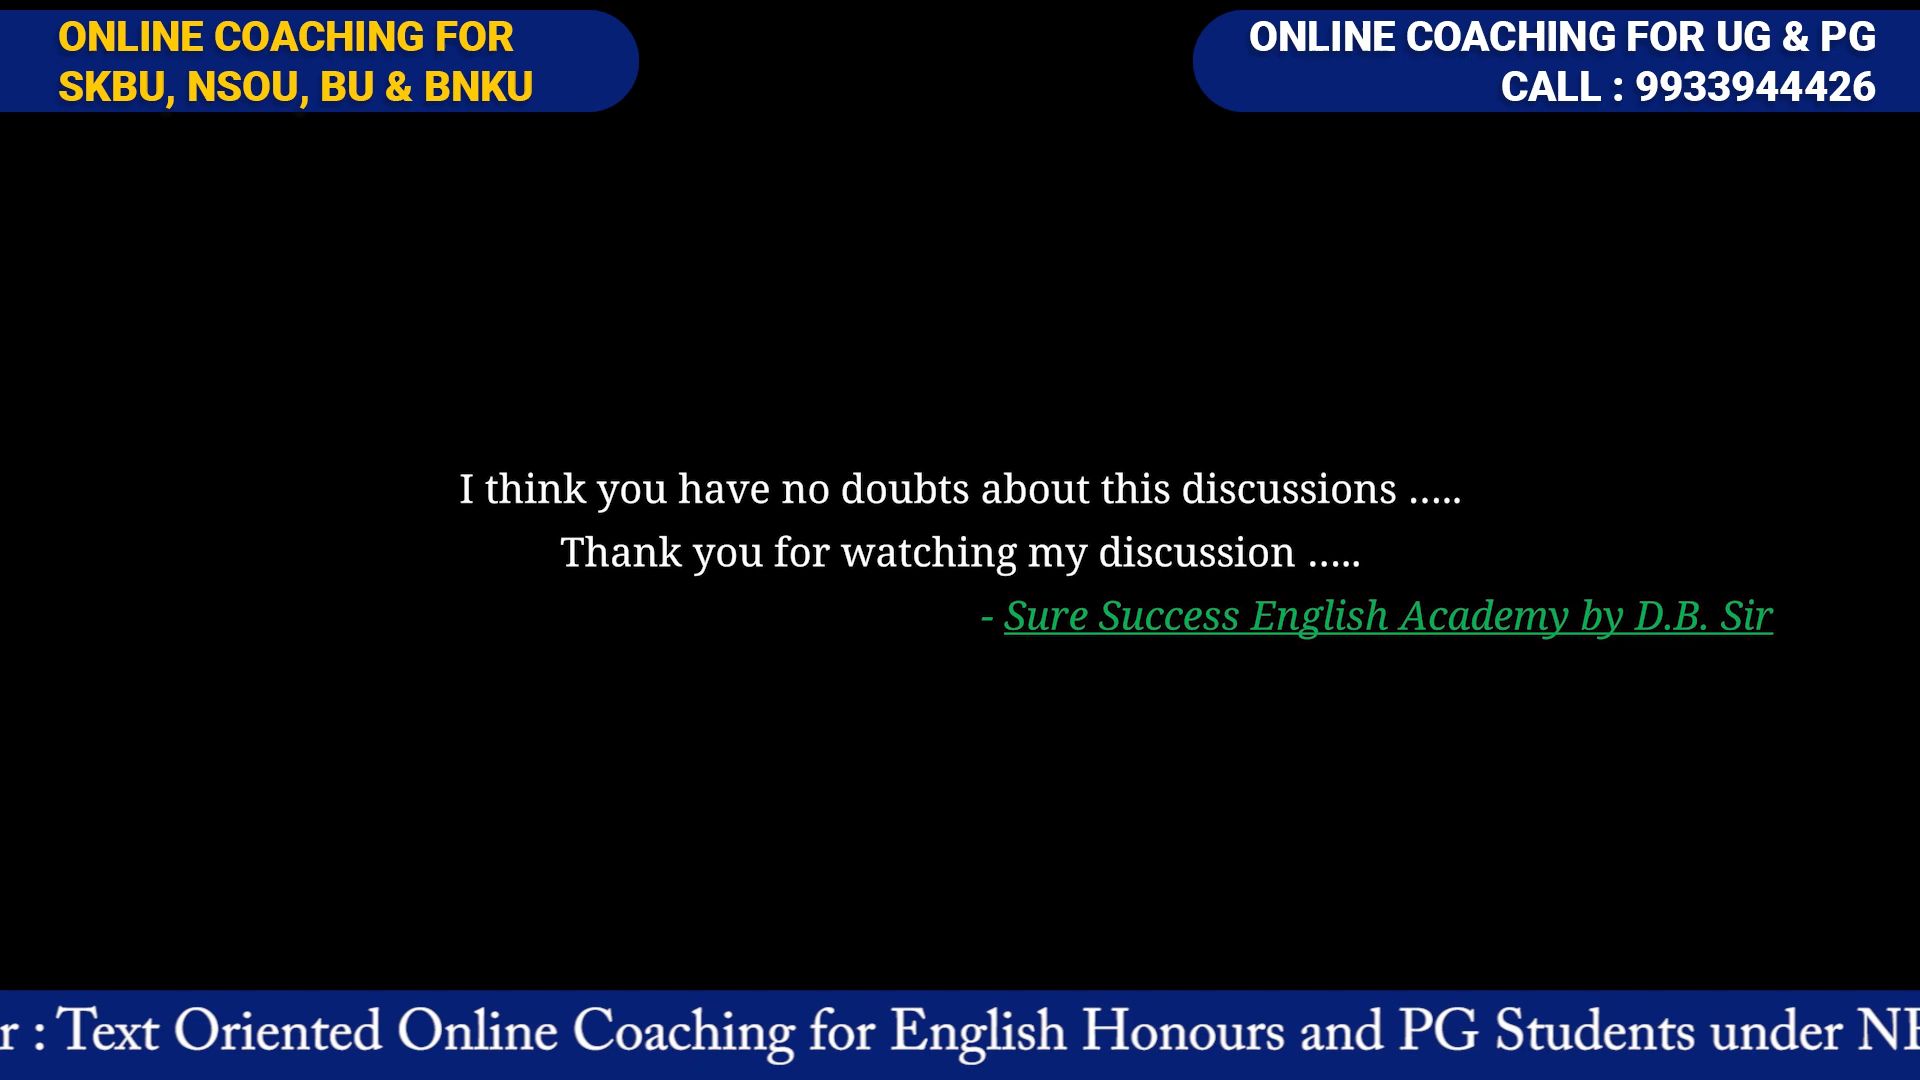 ONLINE COACHING FOR
SKBU, NSOU, BU & BNKU
ONLINE COACHING FOR UG & PG
CALL : 9933944426
I think you have no doubts about this discussions .....
Thank you for watching my discussion .....
- Sure Success English Academy by D.B. Sir
: Text Oriented Online Coaching for English Honours and PG Students under